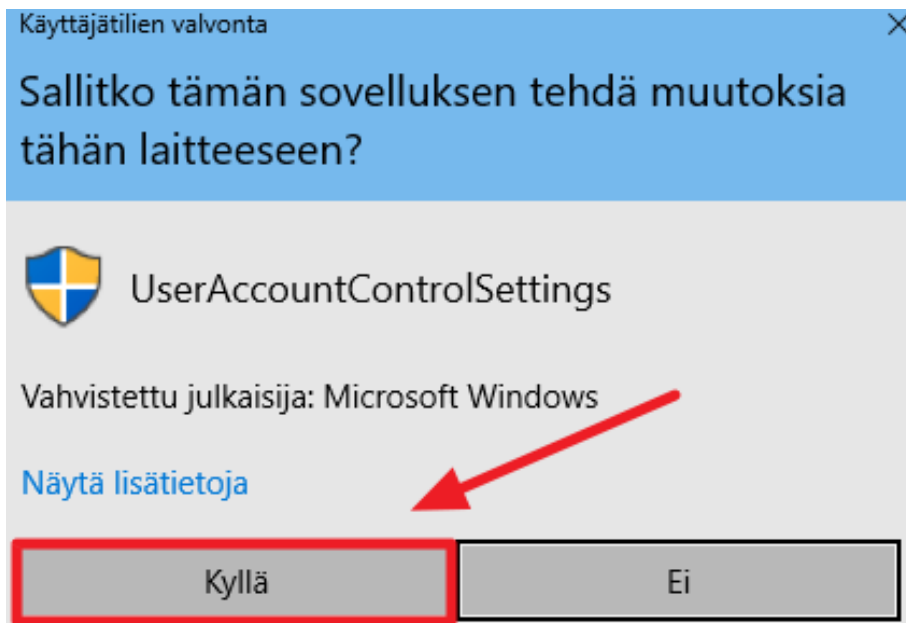 Käyttäjätilien valvonta
Sallitko tämän sovelluksen tehdä muutoksia
tähän laitteeseen?
UserAccountControlSettings
Vahvistettu julkaisija: Microsoft Windows
Näytä lisätietoja
Kyllä
Ei